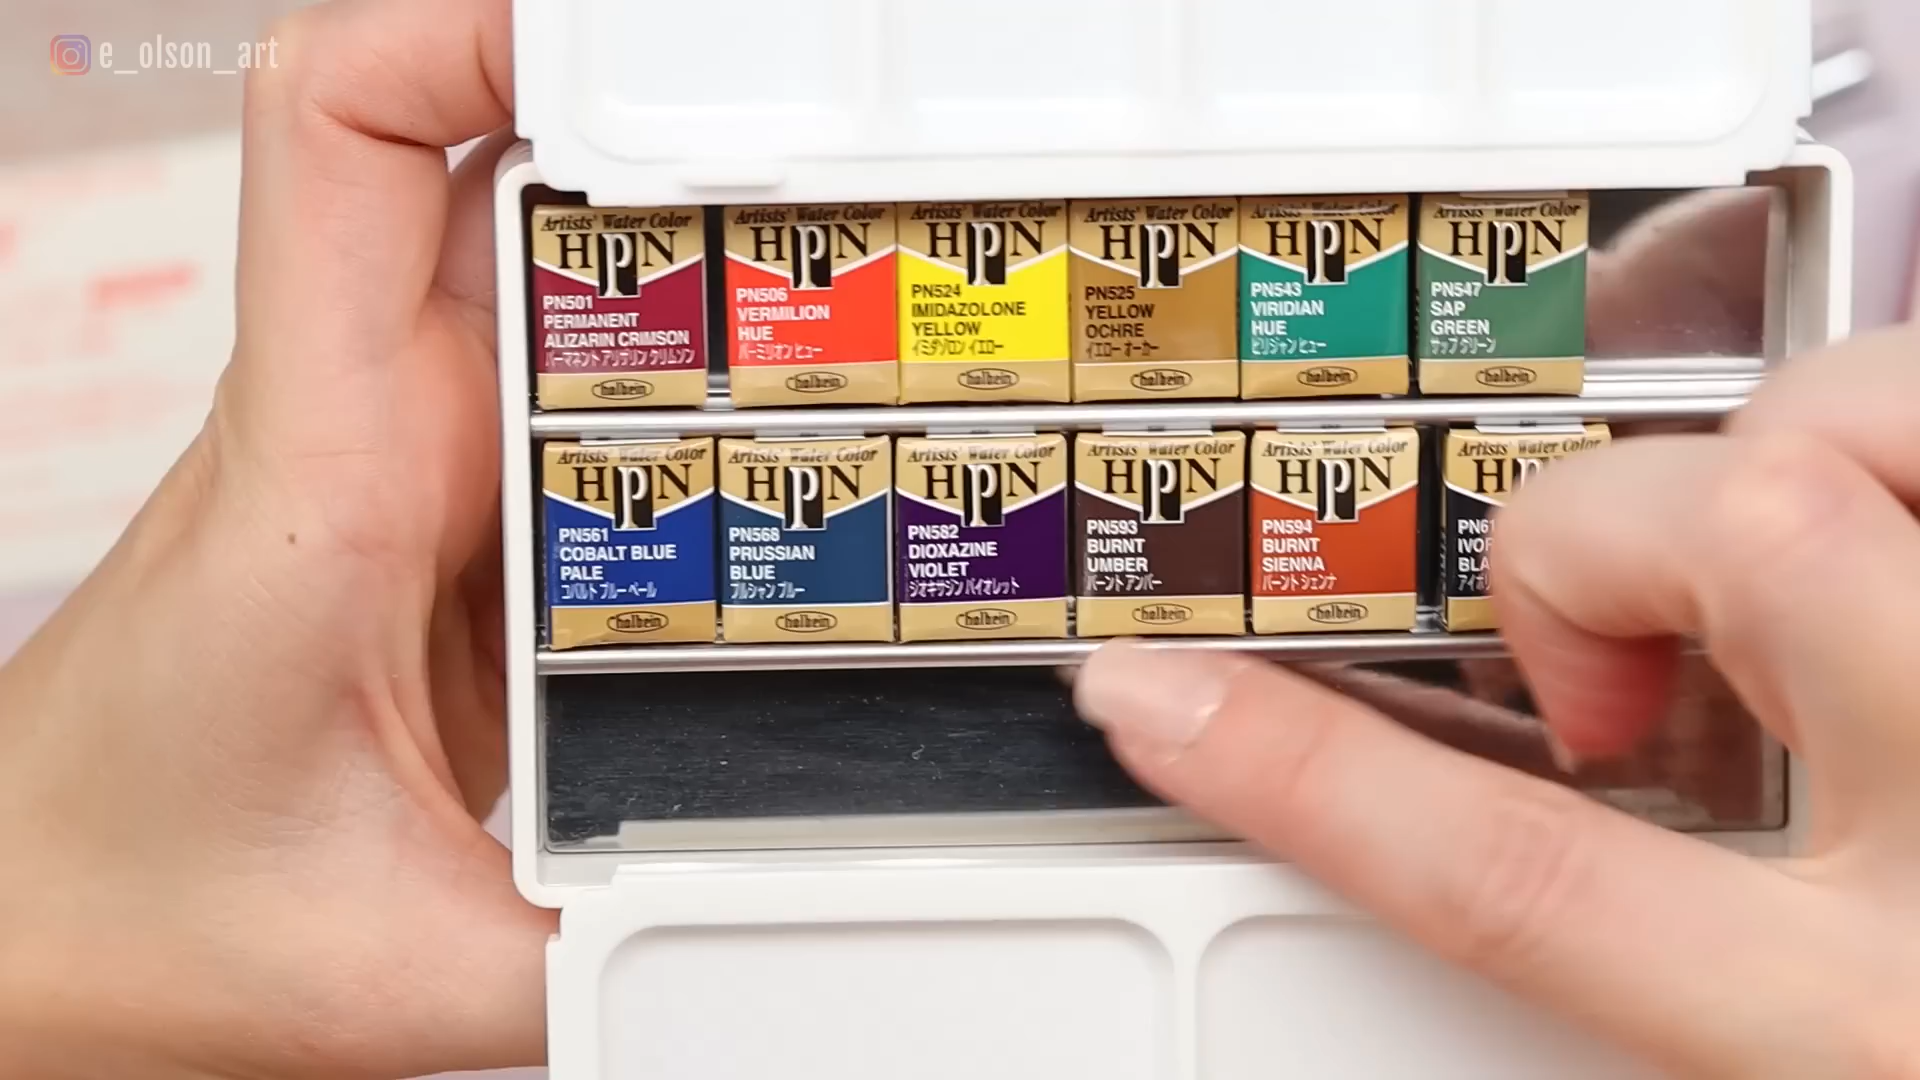 e_olson_art
Artists' Water Color
HPN
PN501
PERMANENT
ALIZARIN CRIMSON
パーマネント アリザリン クリムソン
holbein
Artists' Water Color
HPN
PN506
VERMILION
HUE
バーミリオン ヒュー
holbein
Artists' Water Color
HPN
PN524
IMIDAZOLONE
YELLOW
イミダゾロン イエロー
holbein
Artists' Water Color
HPN
PN525
YELLOW
OCHRE
イエロー オーカー
holbein
Artists' Water Color
HPN
PN543
VIRIDIAN
HUE
ビリジャン ヒュー
holbein
Artists' Water Color
HPN
PN547
SAP
GREEN
サップ グリーン
holbein
Artists' Water Color
HPN
PN561
COBALT BLUE
PALE
コバルト ブルー ペール
holbein
Artists' Water Color
HPN
PN568
PRUSSIAN
BLUE
プルシャン ブルー
holbein
Artists' Water Color
HPN
PN582
DIOXAZINE
VIOLET
ジオキサジン バイオレット
holbein
Artists' Water Color
HPN
PN593
BURNT
UMBER
バーント アンバー
holbein
Artists' Water Color
HPN
PN594
BURNT
SIENNA
バーント シェンナ
holbein
Artists' Water Color
HPN